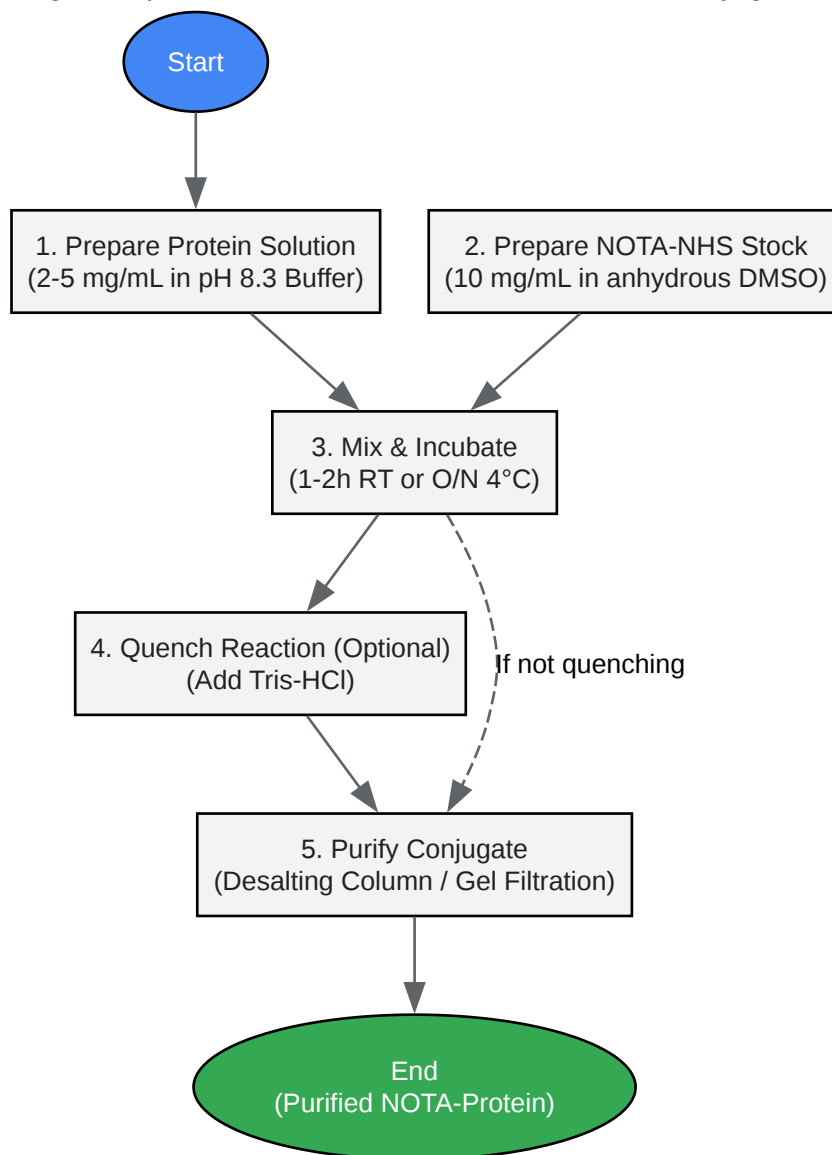 Start
1. Prepare Protein Solution
(2-5 mg/mL in pH 8.3 Buffer)
2. Prepare NOTA-NHS Stock
(10 mg/mL in anhydrous DMSO)
3. Mix & Incubate
(1-2h RT or O/N 4°C)
4. Quench Reaction (Optional)
(Add Tris-HCl)
If not quenching
5. Purify Conjugate
(Desalting Column / Gel Filtration)
End
(Purified NOTA-Protein)